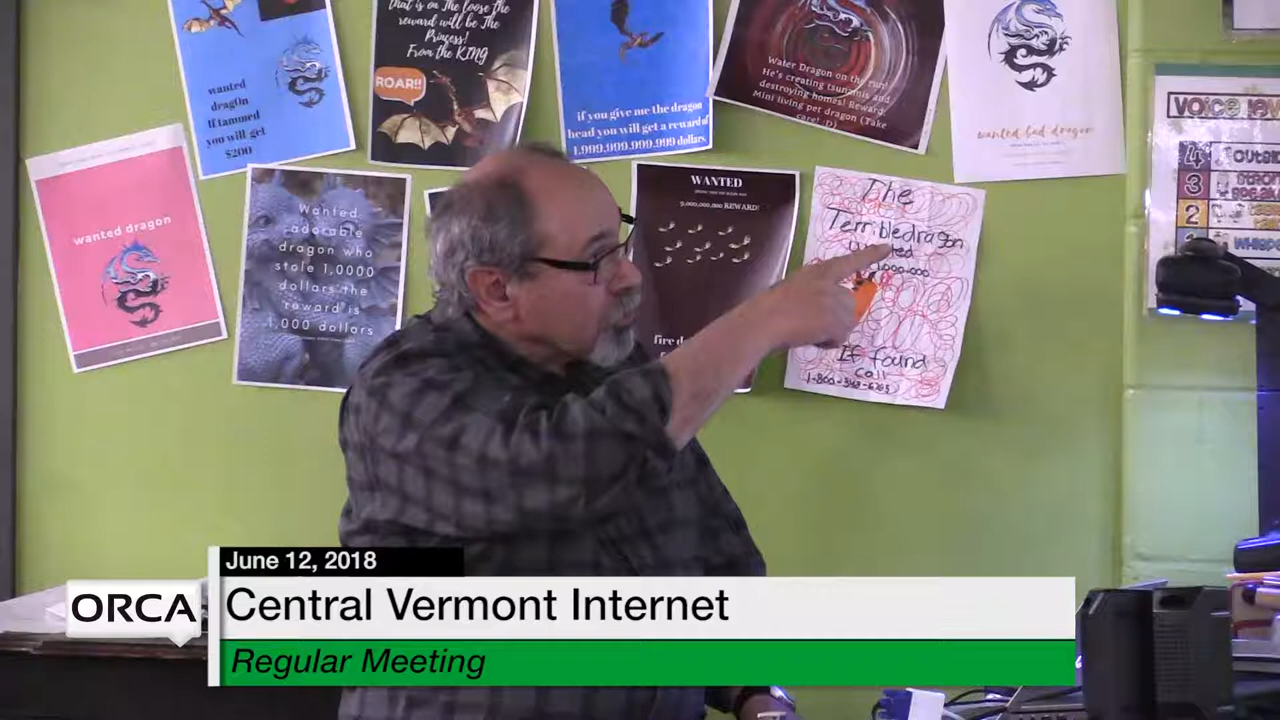 that is on The loose the
reward will be The
Princess!
From the KING
ROAR!!
wanted
dragOn
If tammed
you will get
$200
if you give me the dragon
head you will get a reward of
1,999,999,999,999 dollars.
Water Dragon on the run!
He's creating tsunamis and
destroying homes! Reward:
Mini living pet dragon (Take
care! :D)
wanted bad dragon
VOICE
4
3
2
wanted dragon
Wanted
adorable
dragon who
stole 1,0000
dollars the
reward is
1,000 dollars
WANTED
9,000,000,000 REWARD!
The
Terribledragon
If found
call
June 12, 2018
ORCA
Central Vermont Internet
Regular Meeting